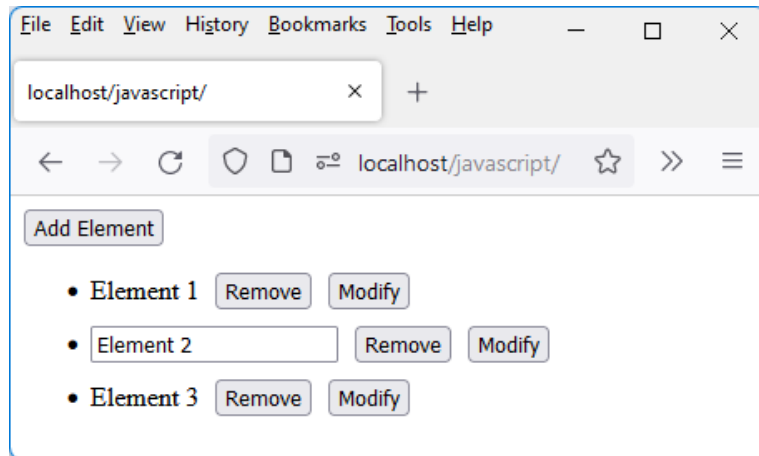 File Edit View History Bookmarks Tools Help
localhost/javascript/
localhost/javascript/
Add Element
Element 1 Remove Modify
Element 2 Remove Modify
Element 3 Remove Modify